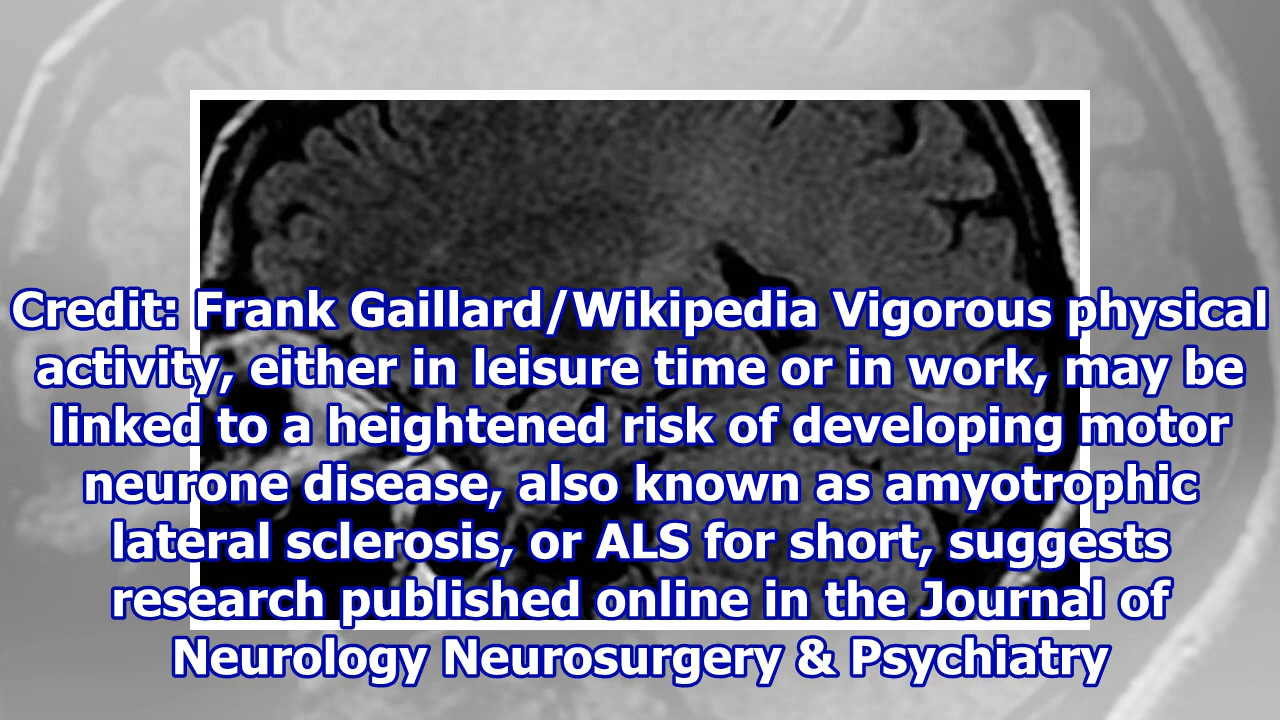 Credit: Frank Gaillard/Wikipedia Vigorous physical
activity, either in leisure time or in work, may be
linked to a heightened risk of developing motor
neurone disease, also known as amyotrophic
lateral sclerosis, or ALS for short, suggests
research published online in the Journal of
Neurology Neurosurgery & Psychiatry